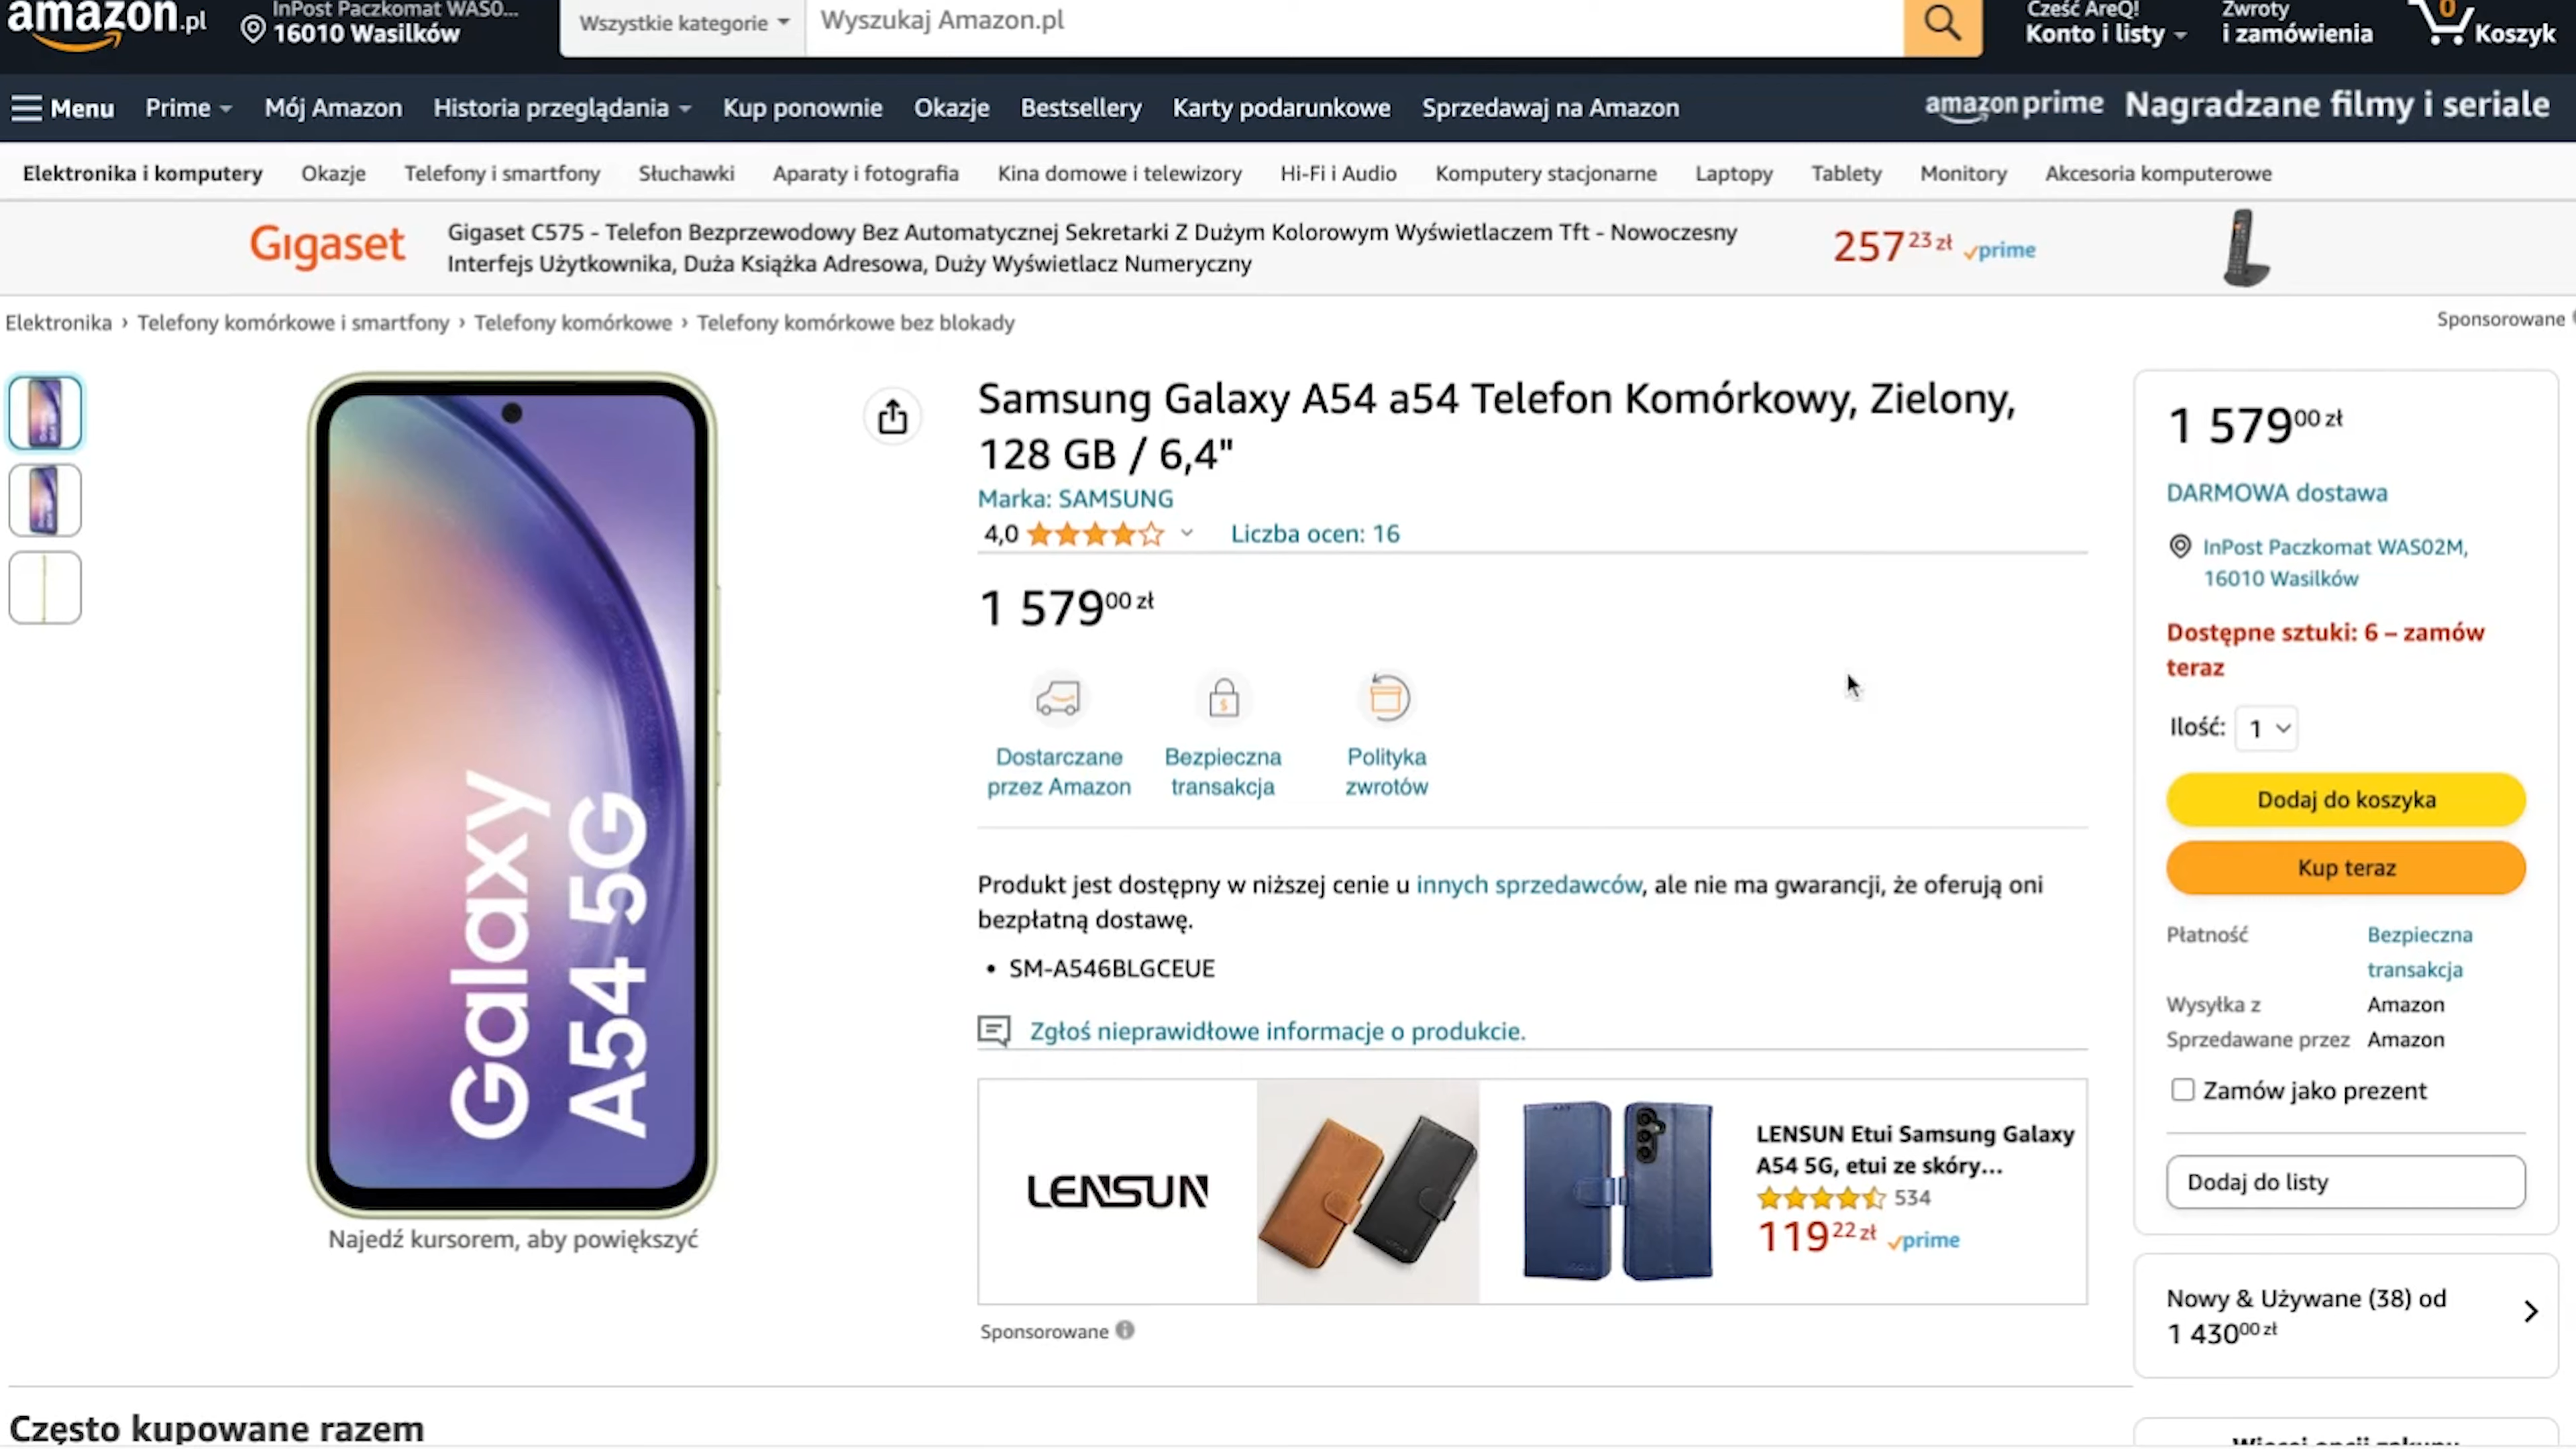 amazon.pl
InPost Paczkomat WAS0...
16010 Wasilków
Wszystkie kategorie
Wyszukaj Amazon.pl
Cześć AreQ!
Konto i listy
Zwroty
i zamówienia
0
Koszyk
Menu
Prime
Mój Amazon
Historia przeglądania
Kup ponownie
Okazje
Bestsellery
Karty podarunkowe
Sprzedawaj na Amazon
amazon prime
Nagradzane filmy i seriale
Elektronika i komputery
Okazje
Telefony i smartfony
Słuchawki
Aparaty i fotografia
Kina domowe i telewizory
Hi-Fi i Audio
Komputery stacjonarne
Laptopy
Tablety
Monitory
Akcesoria komputerowe
Gigaset
Gigaset C575 - Telefon Bezprzewodowy Bez Automatycznej Sekretarki Z Dużym Kolorowym Wyświetlaczem Tft - Nowoczesny
Interfejs Użytkownika, Duża Książka Adresowa, Duży Wyświetlacz Numeryczny
257 23 zł prime
Elektronika › Telefony komórkowe i smartfony › Telefony komórkowe › Telefony komórkowe bez blokady
Sponsorowane
Galaxy
A54 5G
Najedź kursorem, aby powiększyć
Samsung Galaxy A54 a54 Telefon Komórkowy, Zielony,
128 GB / 6,4"
Marka: SAMSUNG
4,0
Liczba ocen: 16
1 579 00 zł
Dostarczane
przez Amazon
Bezpieczna
transakcja
Polityka
zwrotów
Produkt jest dostępny w niższej cenie u innych sprzedawców, ale nie ma gwarancji, że oferują oni
bezpłatną dostawę.
• SM-A546BLGCEUE
Zgłoś nieprawidłowe informacje o produkcie.
LENSUN
LENSUN Etui Samsung Galaxy
A54 5G, etui ze skóry...
534
119 22 zł prime
Sponsorowane
1 579 00 zł
DARMOWA dostawa
InPost Paczkomat WAS02M,
16010 Wasilków
Dostępne sztuki: 6 – zamów
teraz
Ilość: 1
Dodaj do koszyka
Kup teraz
Płatność
Bezpieczna
transakcja
Wysyłka z
Amazon
Sprzedawane przez
Amazon
Zamów jako prezent
Dodaj do listy
Nowy & Używane (38) od
1 430 00 zł
Często kupowane razem